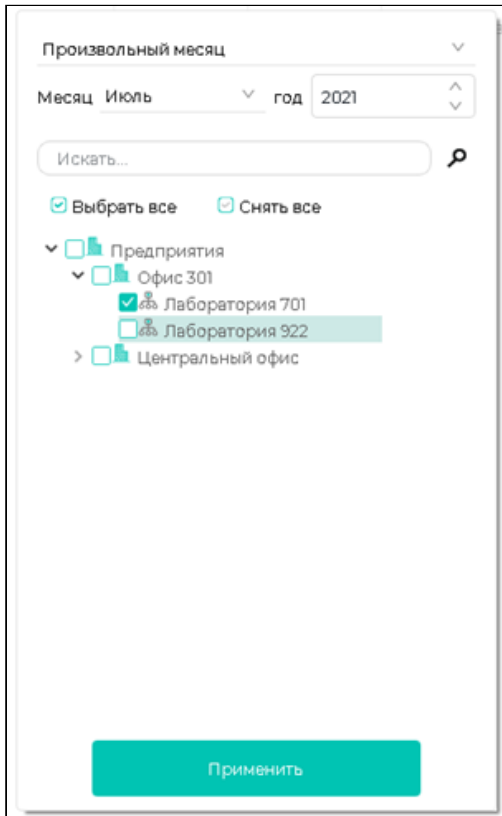 Произвольный месяц
Месяц Июль год 2021
Искать...
Выбрать все Снять все
Предприятия
Офис 301
Лаборатория 701
Лаборатория 922
Центральный офис
Применить